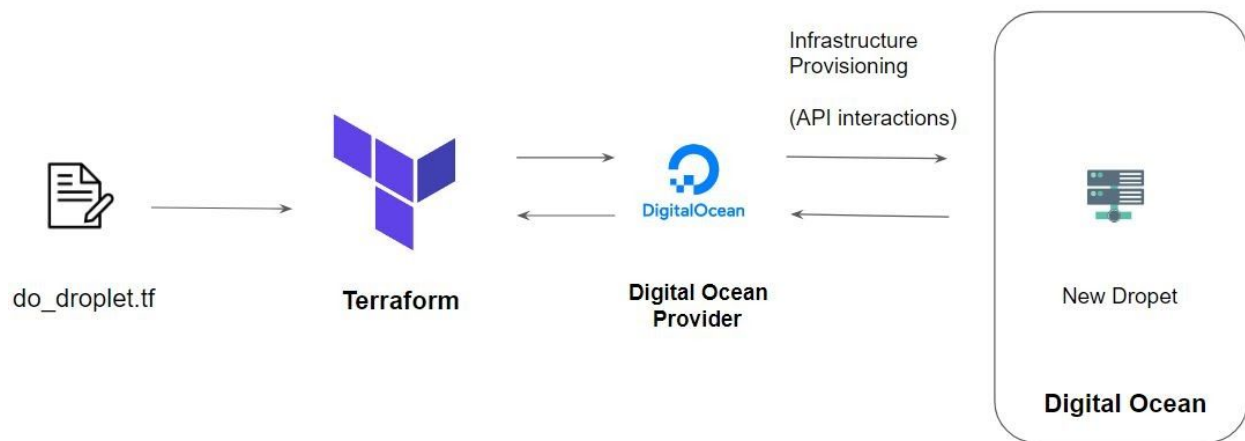 Infrastructure
Provisioning
(API interactions)
DigitalOcean
do_droplet.tf
Terraform
Digital Ocean
Provider
New Dropet
Digital Ocean